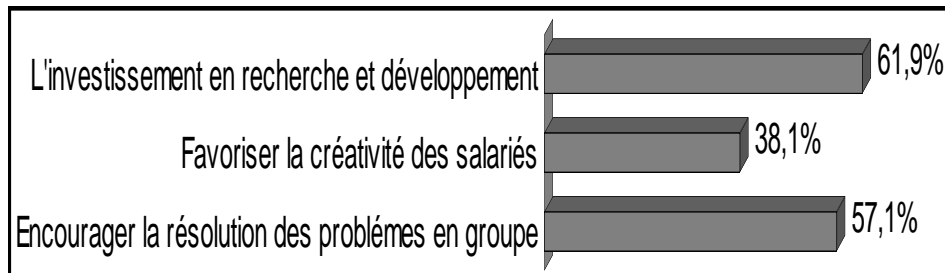 L'investissement en recherche et développement 61,9%
Favoriser la créativité des salariés 38,1%
Encourager la résolution des problémes en groupe 57,1%